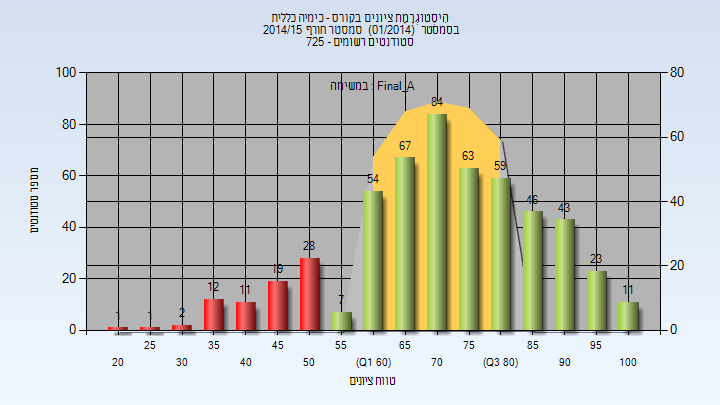 הִיסְטוֹגְרָמַת ציונים בקורס - כימיה כללית
בסמסטר (01/2014) סמסטר חורף 2014/15
סטודנטים רשומים - 725
במשימה : Final_A
100 80 60 40 20 0
מספר סטודנטים
80 60 40 20 0
1 1 2 12 11 19 28 7 54 67 84 63 59 46 43 23 11
25 35 45 55 65 75 85 95
20 30 40 50 (Q1 60) 70 (Q3 80) 90 100
טווח ציונים